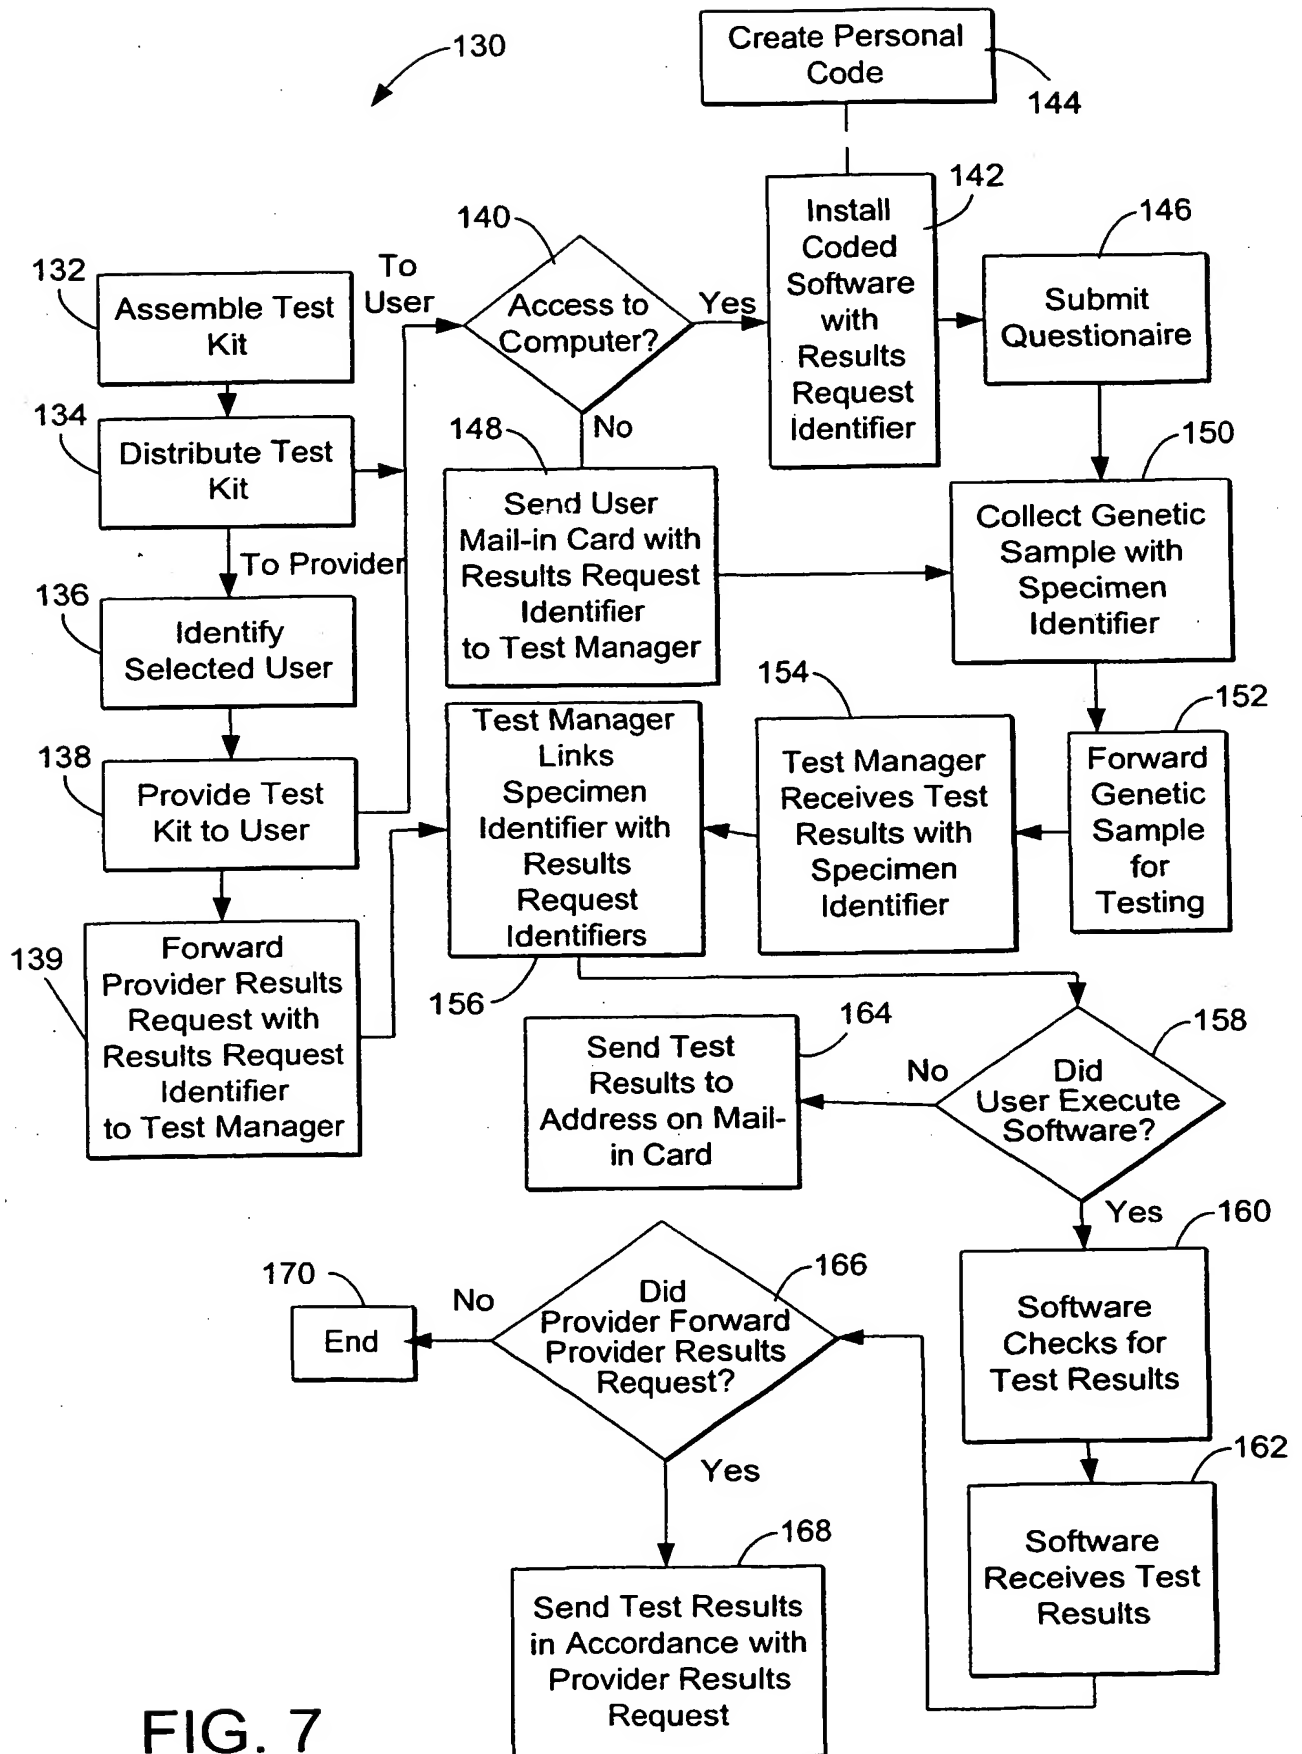 130
Create Personal
Code
144
132
Assemble Test
Kit
134
Distribute Test
Kit
To
User
To Provider
136
Identify
Selected User
138
Provide Test
Kit to User
139
Forward
Provider Results
Request with
Results Request
Identifier
to Test Manager
140
Access to
Computer?
Yes
No
142
Install
Coded
Software
with
Results
Request
Identifier
146
Submit
Questionaire
148
Send User
Mail-in Card with
Results Request
Identifier
to Test Manager
150
Collect Genetic
Sample with
Specimen
Identifier
152
Forward
Genetic
Sample
for
Testing
154
Test Manager
Receives Test
Results with
Specimen
Identifier
Test Manager
Links
Specimen
Identifier with
Results
Request
Identifiers
156
158
Did
User Execute
Software?
No
Yes
164
Send Test
Results to
Address on Mail-
in Card
160
Software
Checks for
Test Results
162
Software
Receives Test
Results
166
Did
Provider Forward
Provider Results
Request?
No
Yes
170
End
168
Send Test Results
in Accordance with
Provider Results
Request
FIG. 7